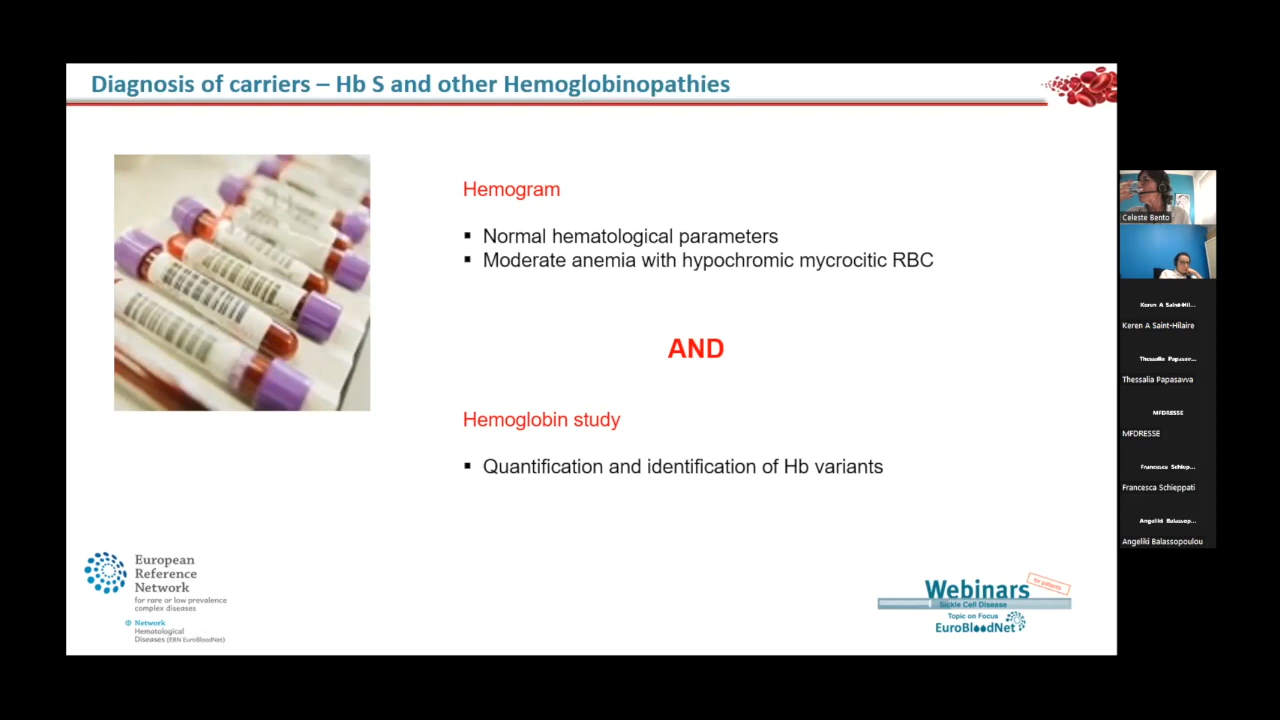 Diagnosis of carriers – Hb S and other Hemoglobinopathies
Hemogram
▪ Normal hematological parameters
▪ Moderate anemia with hypochromic mycrocitic RBC
AND
Hemoglobin study
▪ Quantification and identification of Hb variants
European
Reference
Network
for rare or low prevalence
complex diseases
Network
Hematological
Diseases (ERN EuroBloodNet)
for patients
Webinars
Sickle Cell Disease
Topic on Focus
EuroBloodNet
Celeste Bento
Keren A Saint-Hil...
Keren A Saint-Hilaire
Thessalia Papasav...
Thessalia Papasavva
MFDRESSE
MFDRESSE
Francesca Schiep...
Francesca Schieppati
Angeliki Balassop...
Angeliki Balassopoulou